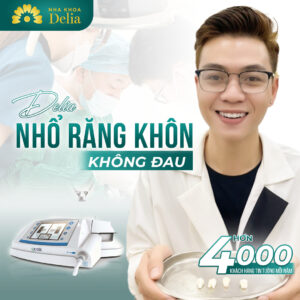 NHA KHOA
Delia
Delia
NHỔ RĂNG KHÔN
KHÔNG ĐAU
HƠN
4000
KHÁCH HÀNG TIN TƯỞNG MỖI NĂM